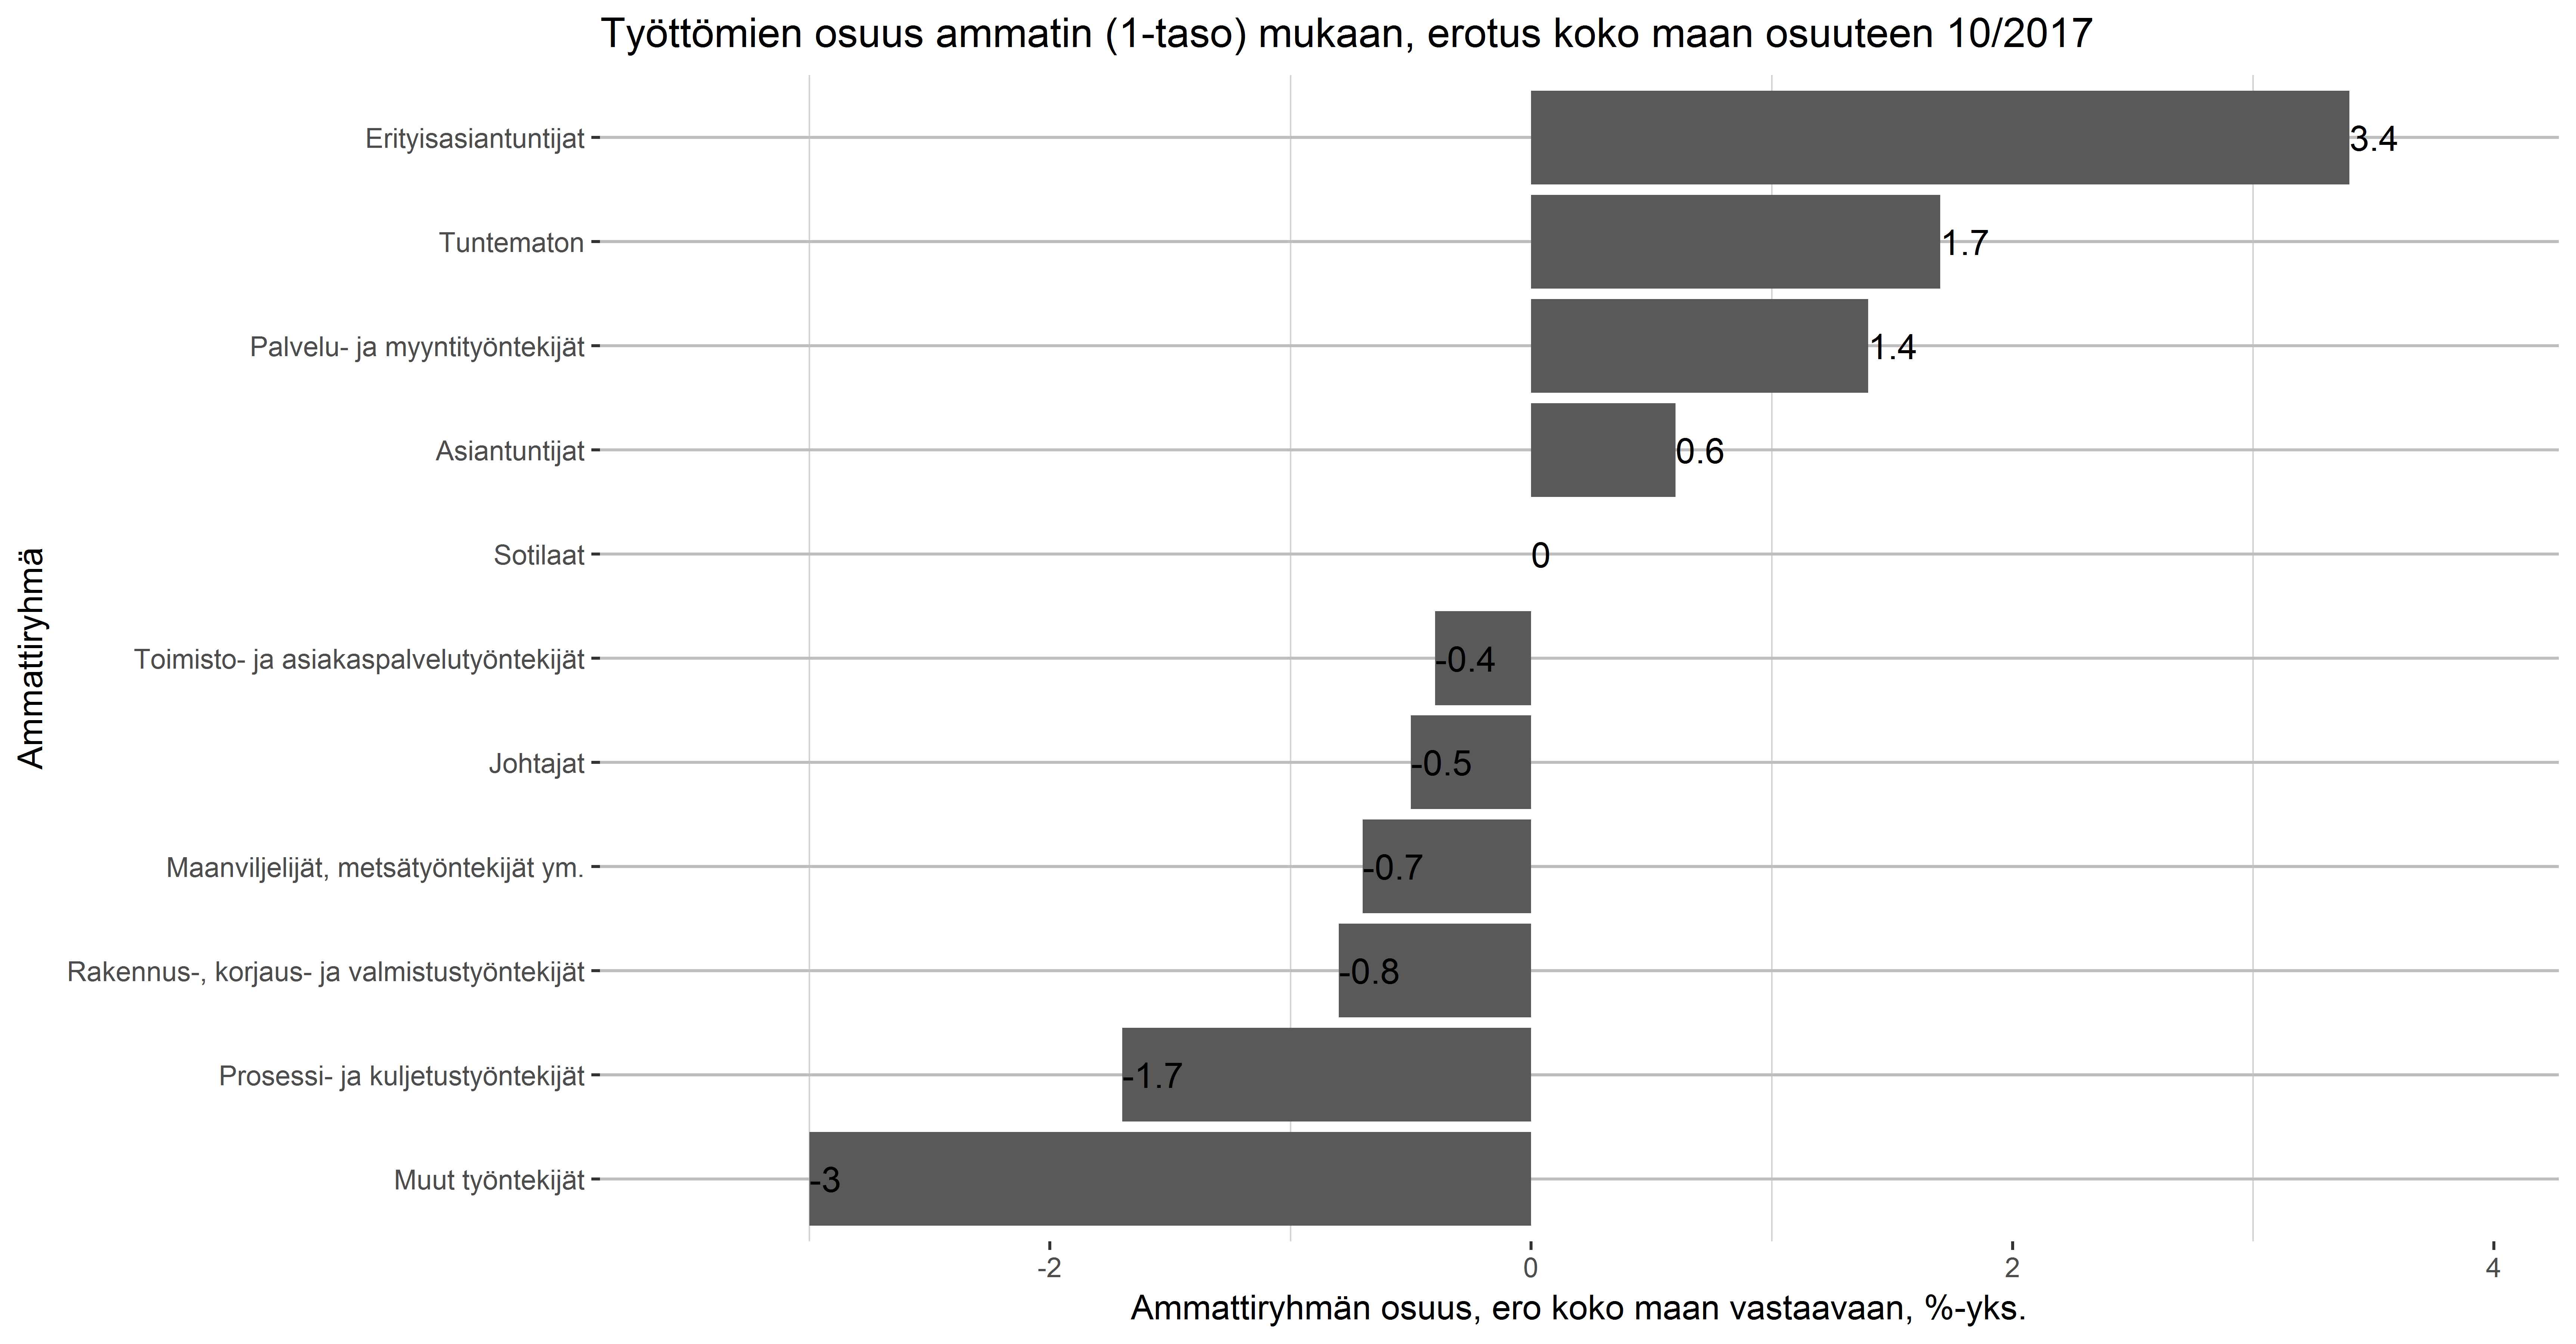 Työttömien osuus ammatin (1-taso) mukaan, erotus koko maan osuuteen 10/2017
Ammattiryhmä
Erityisasiantuntijat 3.4
Tuntematon 1.7
Palvelu- ja myyntityöntekijät 1.4
Asiantuntijat 0.6
Sotilaat 0
Toimisto- ja asiakaspalvelutyöntekijät -0.4
Johtajat -0.5
Maanviljelijät, metsätyöntekijät ym. -0.7
Rakennus-, korjaus- ja valmistustyöntekijät -0.8
Prosessi- ja kuljetustyöntekijät -1.7
Muut työntekijät -3
-2 0 2 4
Ammattiryhmän osuus, ero koko maan vastaavaan, %-yks.